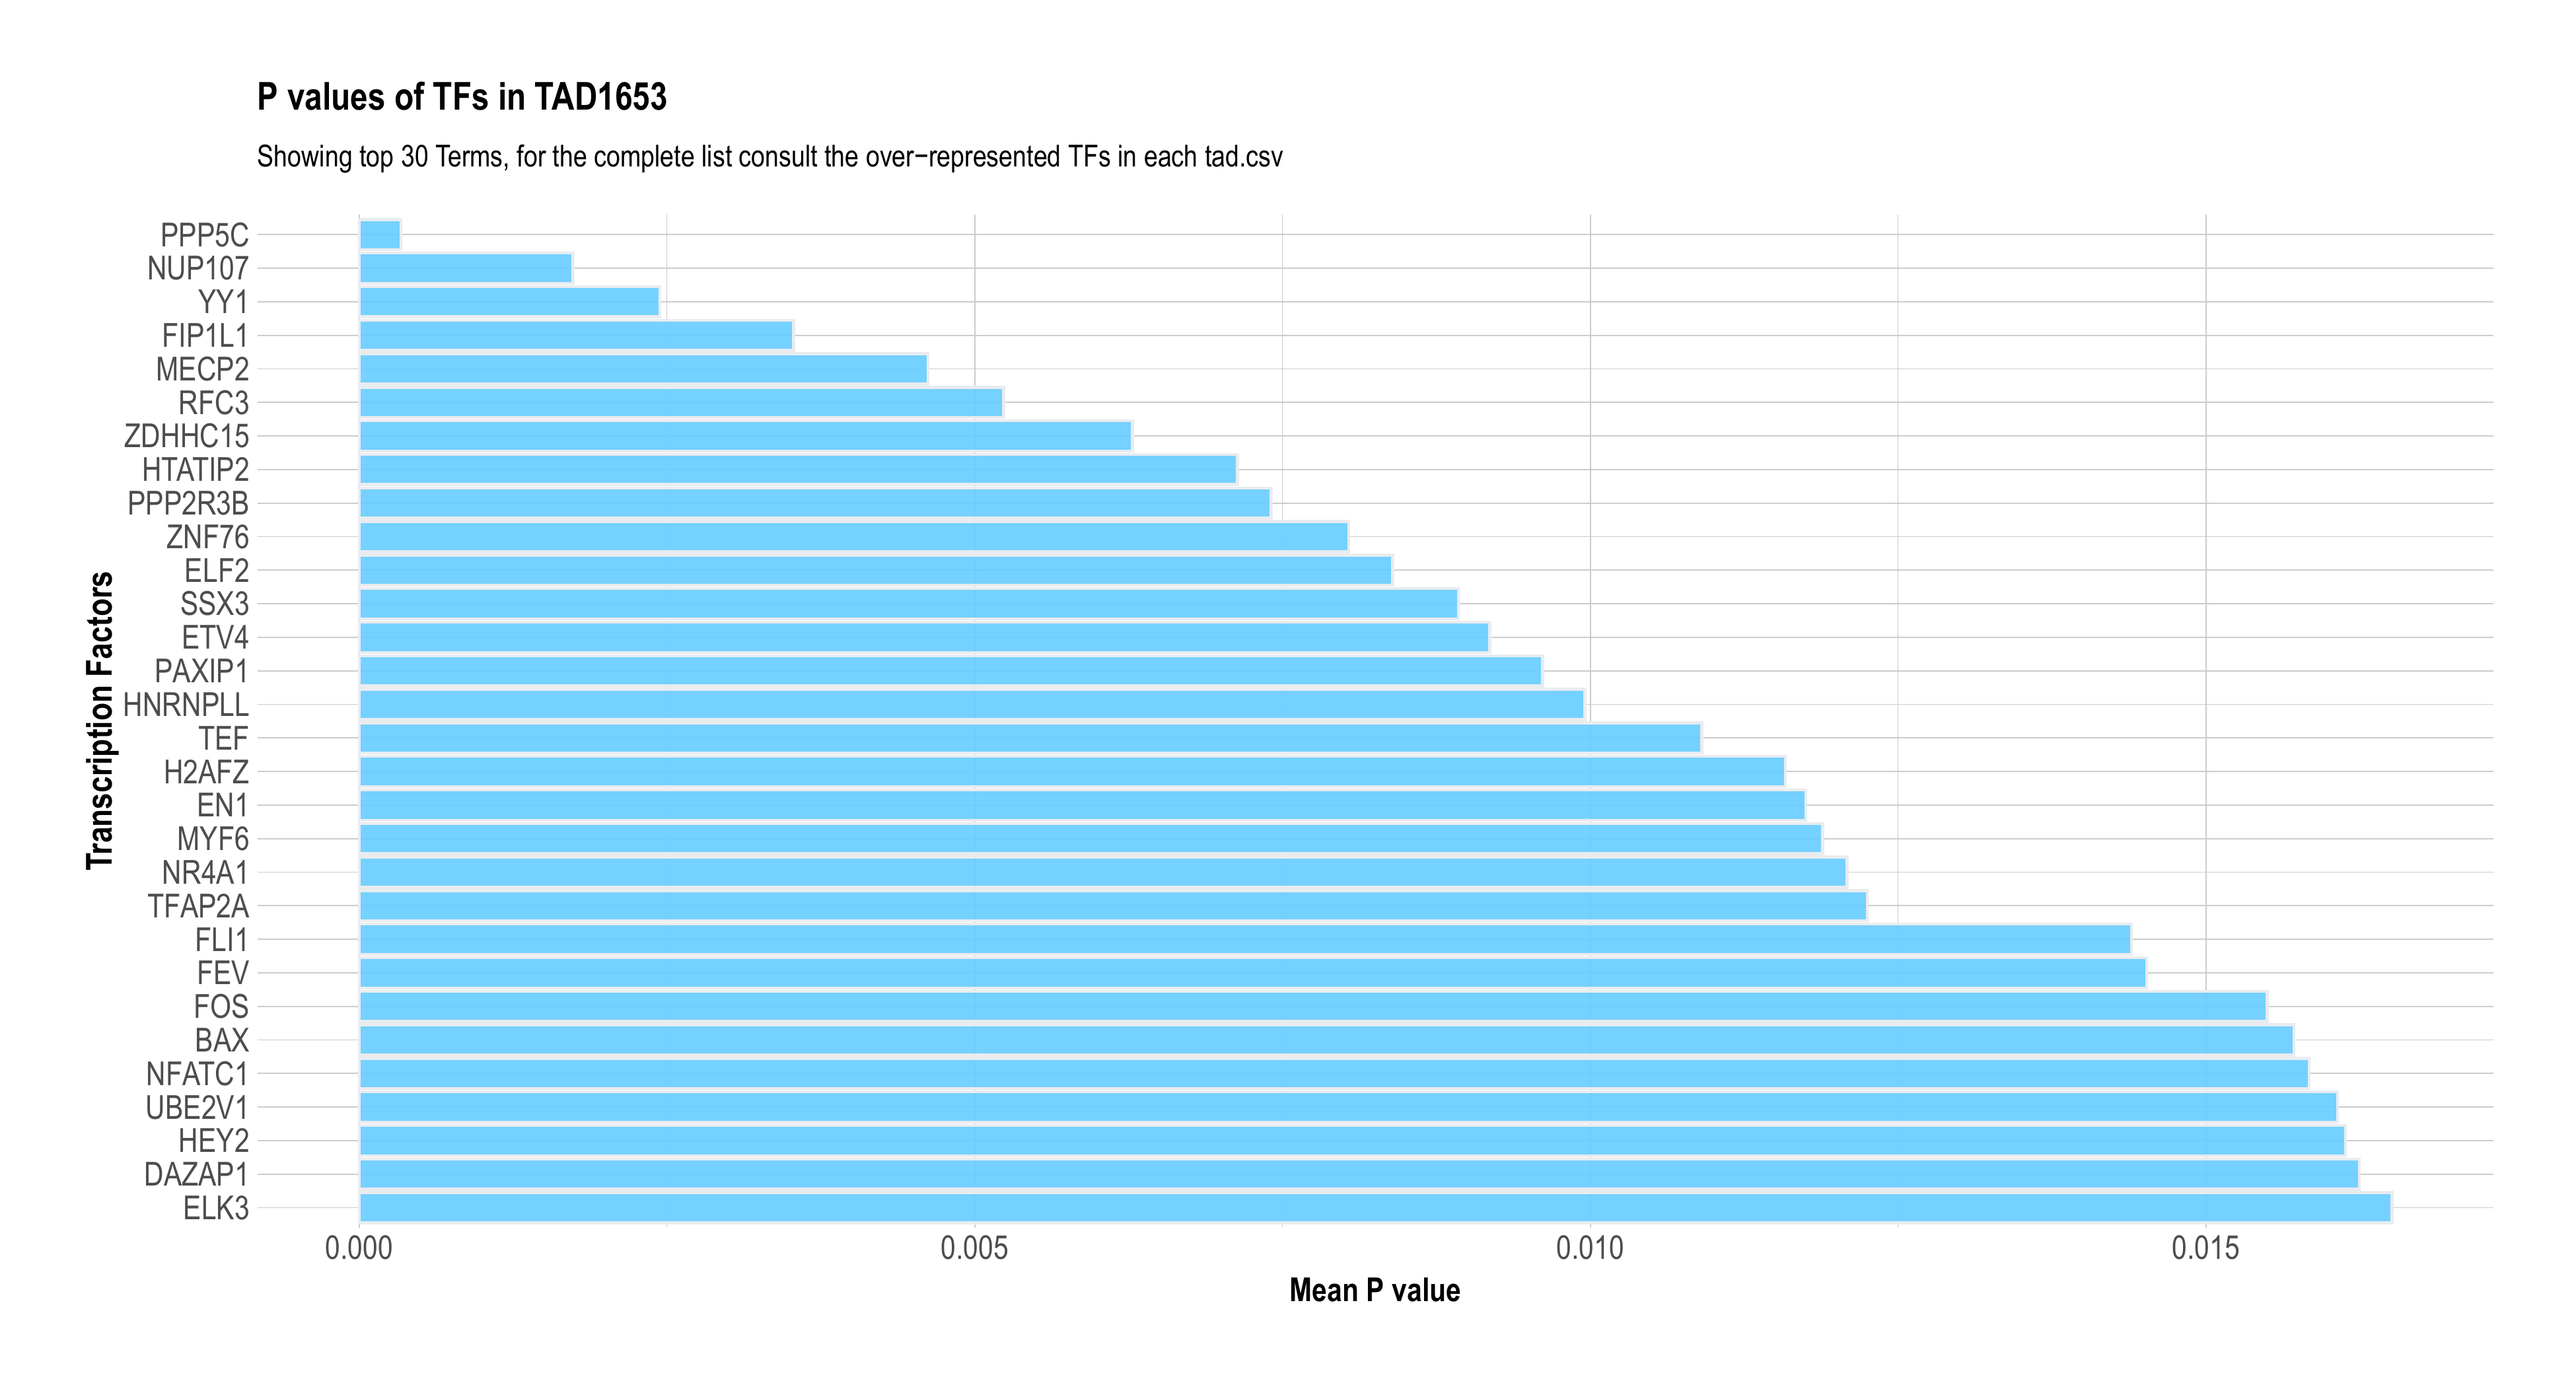 P values of TFs in TAD1653
Showing top 30 Terms, for the complete list consult the over−represented TFs in each tad.csv
Transcription Factors
PPP5C
NUP107
YY1
FIP1L1
MECP2
RFC3
ZDHHC15
HTATIP2
PPP2R3B
ZNF76
ELF2
SSX3
ETV4
PAXIP1
HNRNPLL
TEF
H2AFZ
EN1
MYF6
NR4A1
TFAP2A
FLI1
FEV
FOS
BAX
NFATC1
UBE2V1
HEY2
DAZAP1
ELK3
0.000 0.005 0.010 0.015
Mean P value